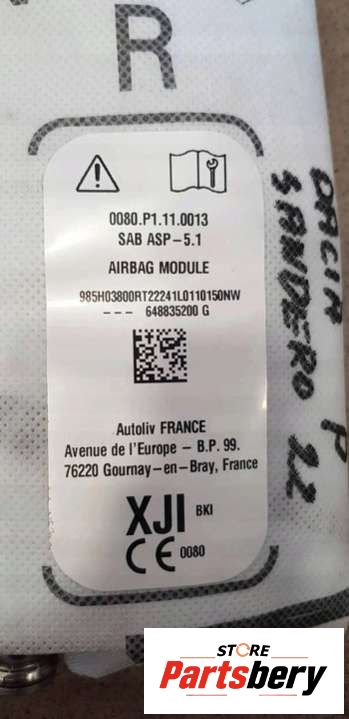 R
0080.P1.11.0013
SAB ASP-5.1
AIRBAG MODULE
985H03800RT22241L0110150NW
--- 648835200 G
Autoliv FRANCE
Avenue de l'Europe - B.P. 99.
76220 Gournay-en-Bray, France
XJI BKI
CE 0080
DACIA P
SANDERO 22
STORE
Partsbery